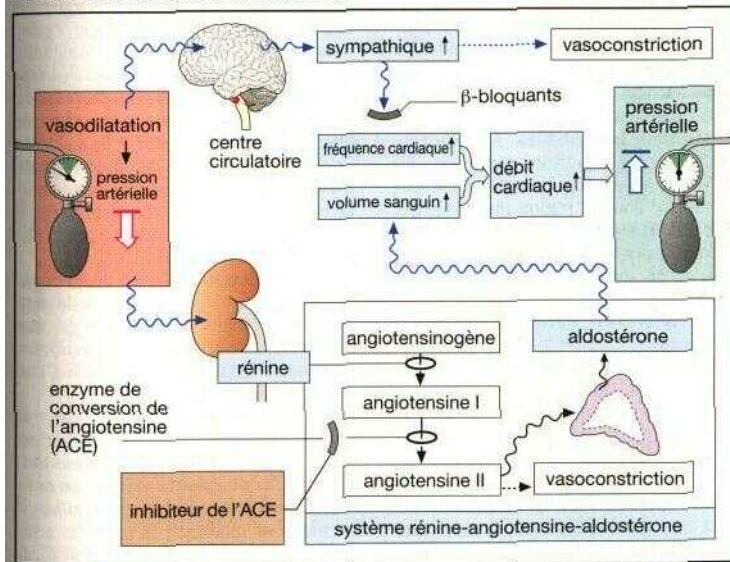 sympathique ↑
vasoconstriction
β-bloquants
vasodilatation
centre
circulatoire
pression
artérielle
pression
artérielle
fréquence cardiaque ↑
débit
cardiaque ↑
volume sanguin ↑
angiotensinogène
aldostérone
rénine
enzyme de
conversion de
l'angiotensine
(ACE)
angiotensine I
angiotensine II
vasoconstriction
inhibiteur de l'ACE
système rénine-angiotensine-aldostérone